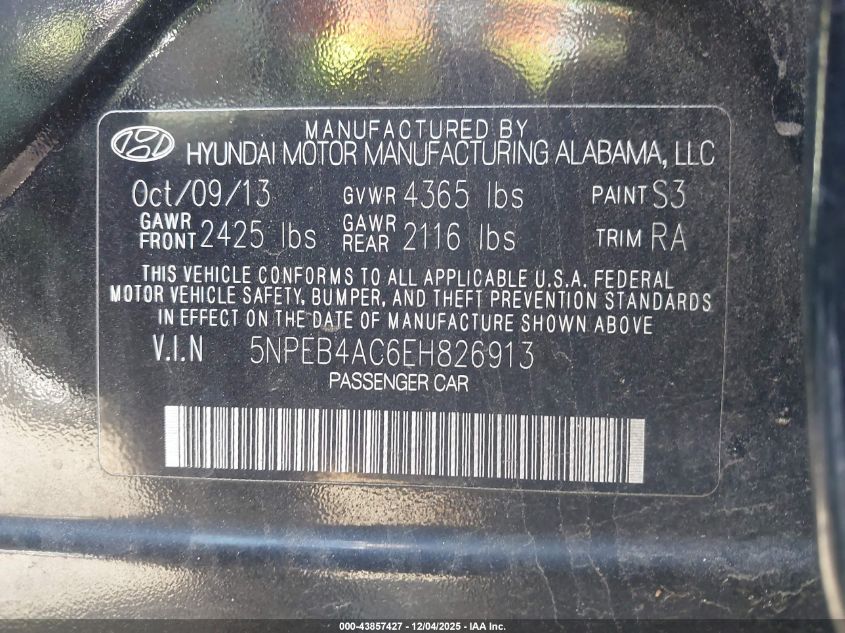 MANUFACTURED BY
HYUNDAI MOTOR MANUFACTURING ALABAMA, LLC
Oct/09/13 GVWR 4365 lbs PAINT S3
GAWR FRONT 2425 lbs GAWR REAR 2116 lbs TRIM RA
THIS VEHICLE CONFORMS TO ALL APPLICABLE U.S.A. FEDERAL
MOTOR VEHICLE SAFETY, BUMPER, AND THEFT PREVENTION STANDARDS
IN EFFECT ON THE DATE OF MANUFACTURE SHOWN ABOVE
V.I.N 5NPEB4AC6EH826913
PASSENGER CAR
000-43857427 - 12/04/2025 - IAA Inc.